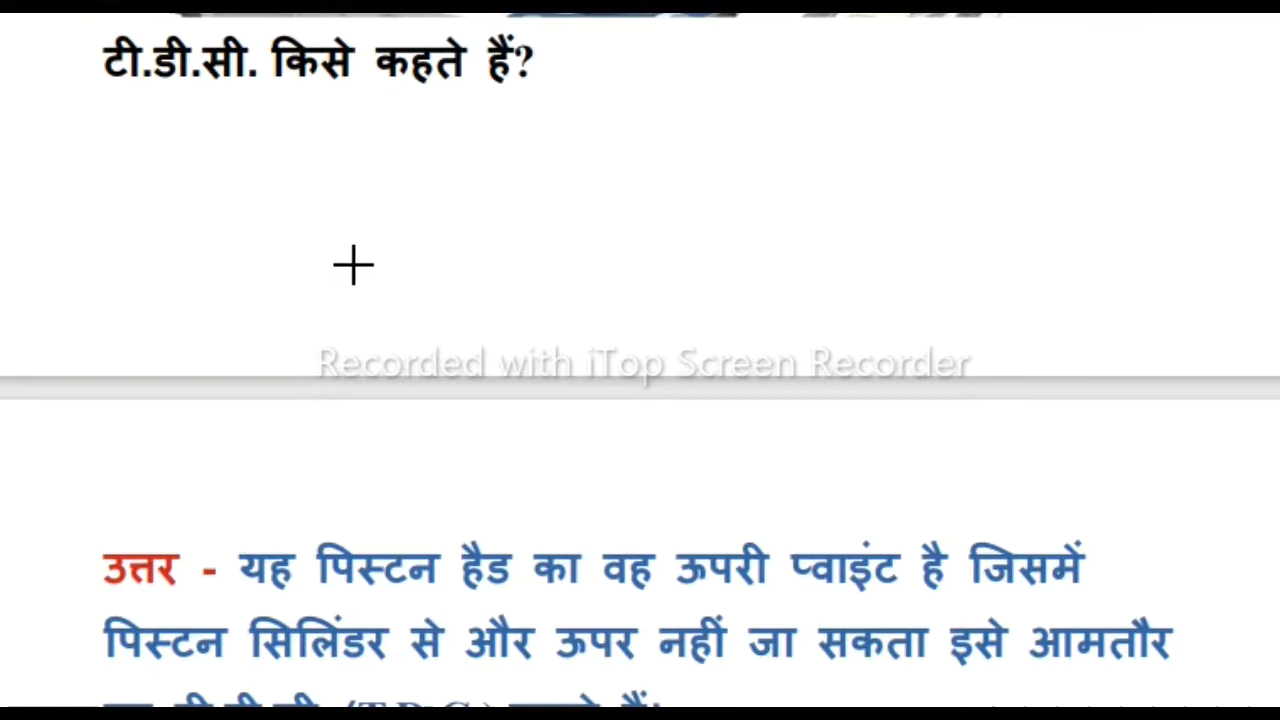 टी.डी.सी. किसे कहते हैं?
Recorded with iTop Screen Recorder
उत्तर - यह पिस्टन हैड का वह ऊपरी प्वाइंट है जिसमें
पिस्टन सिलिंडर से और ऊपर नहीं जा सकता इसे आमतौर